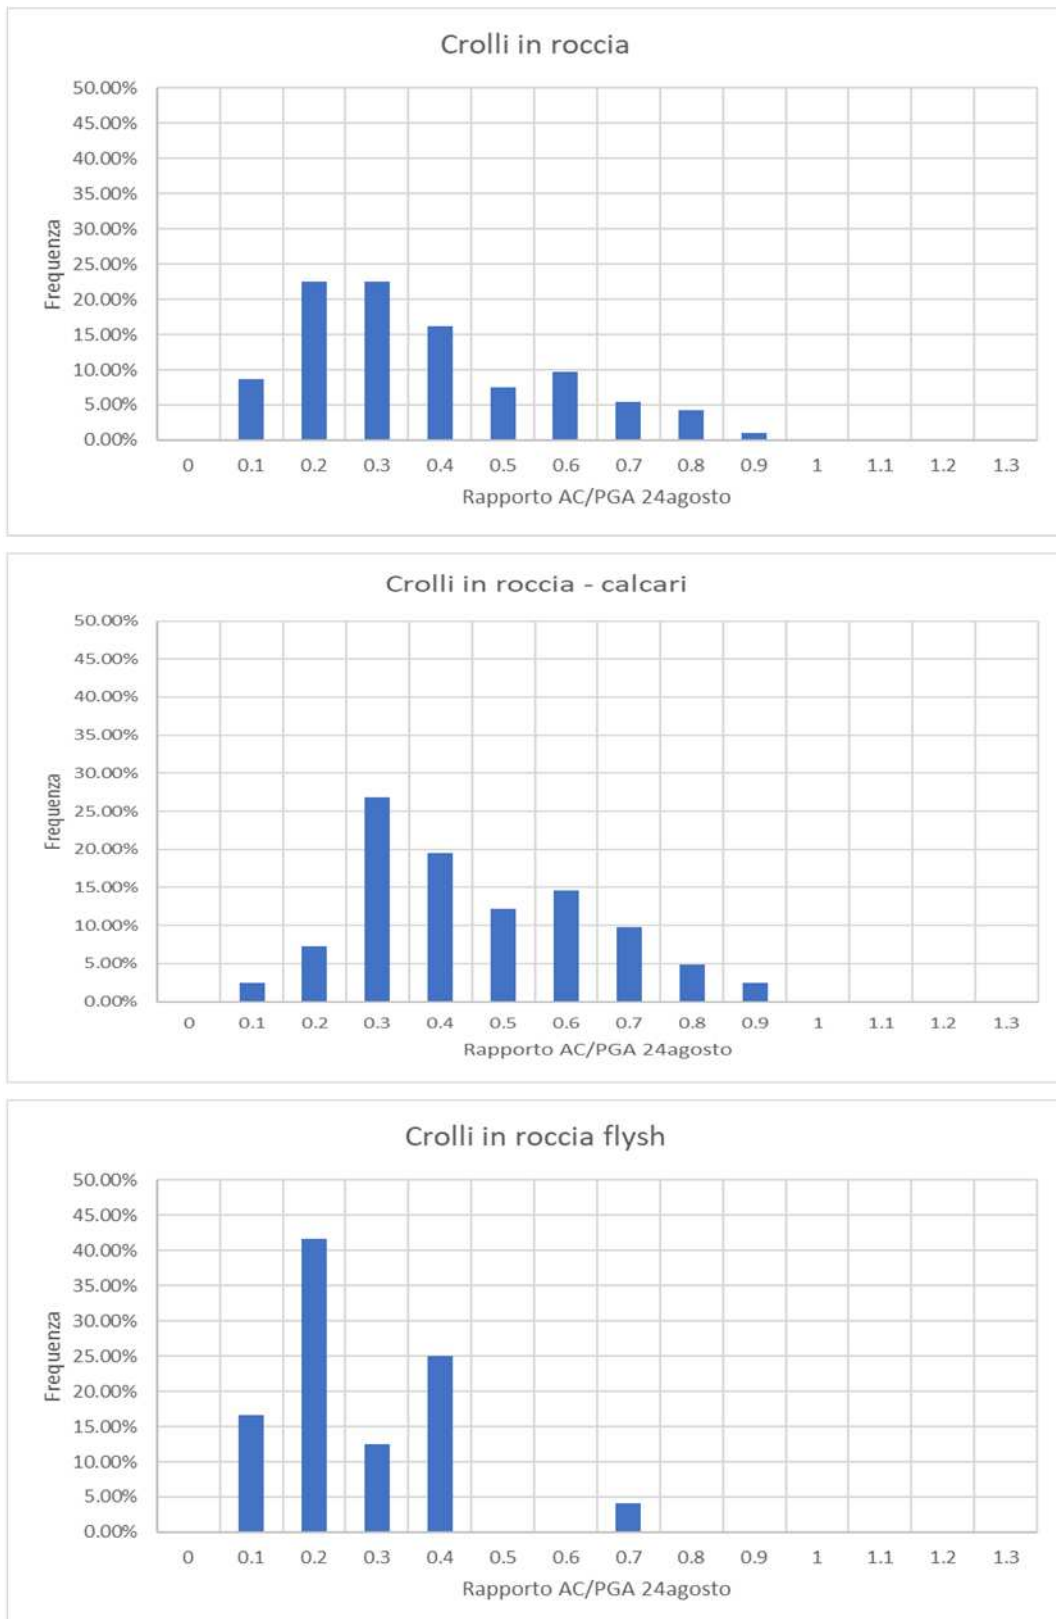 Crolli in roccia
50.00%
45.00%
40.00%
35.00%
30.00%
25.00%
20.00%
15.00%
10.00%
5.00%
0.00%
Frequenza
0 0.1 0.2 0.3 0.4 0.5 0.6 0.7 0.8 0.9 1 1.1 1.2 1.3
Rapporto AC/PGA 24agosto
Crolli in roccia - calcari
50.00%
45.00%
40.00%
35.00%
30.00%
25.00%
20.00%
15.00%
10.00%
5.00%
0.00%
Frequenza
0 0.1 0.2 0.3 0.4 0.5 0.6 0.7 0.8 0.9 1 1.1 1.2 1.3
Rapporto AC/PGA 24agosto
Crolli in roccia flysh
50.00%
45.00%
40.00%
35.00%
30.00%
25.00%
20.00%
15.00%
10.00%
5.00%
0.00%
Frequenza
0 0.1 0.2 0.3 0.4 0.5 0.6 0.7 0.8 0.9 1 1.1 1.2 1.3
Rapporto AC/PGA 24agosto